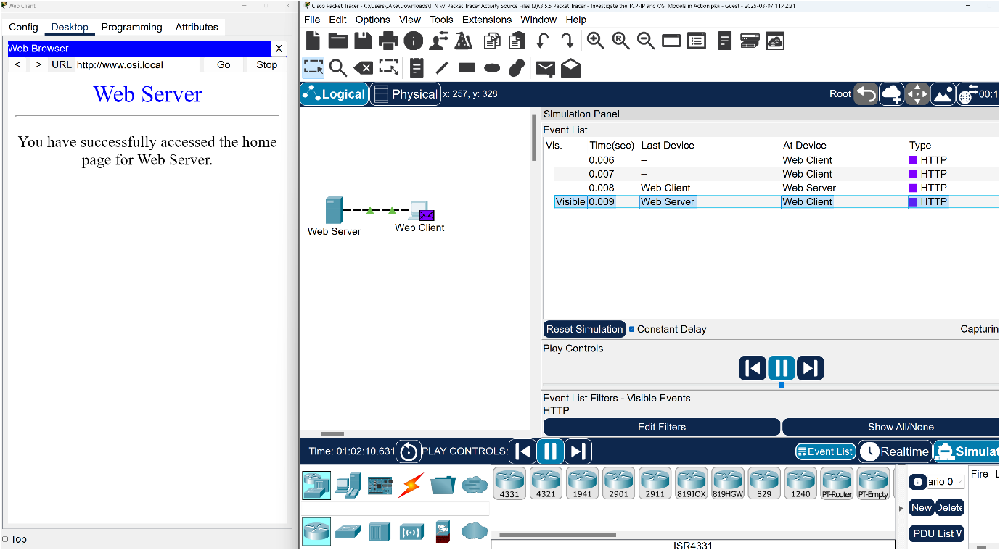 Web Client
Config Desktop Programming Attributes
Web Browser X
< > URL http://www.osi.local Go Stop
Web Server
You have successfully accessed the home
page for Web Server.
Top
Cisco Packet Tracer - C:\Users\JAke\Downloads\ITN v7 Packet Tracer Activity Source Files (3)\3.5.5 Packet Tracer - Investigate the TCP-IP and OSI Models in Action.pka - Guest - 2025-03-07 11.42.31
File Edit Options View Tools Extensions Window Help
Logical Physical x: 257, y: 328 Root 00:1
Web Server
Web Client
Simulation Panel
Event List
Vis. Time(sec) Last Device At Device Type
0.006 -- Web Client HTTP
0.007 -- Web Client HTTP
0.008 Web Client Web Server HTTP
Visible 0.009 Web Server Web Client HTTP
Reset Simulation Constant Delay Capturin
Play Controls
Event List Filters - Visible Events
HTTP
Edit Filters Show All/None
Time: 01:02:10.631 PLAY CONTROLS: Event List Realtime Simulat
4331 4321 1941 2901 2911 819IOX 819HGW 829 1240 PT-Router PT-Empty
ISR4331
Fire L
ario 0
New Delete
PDU List W